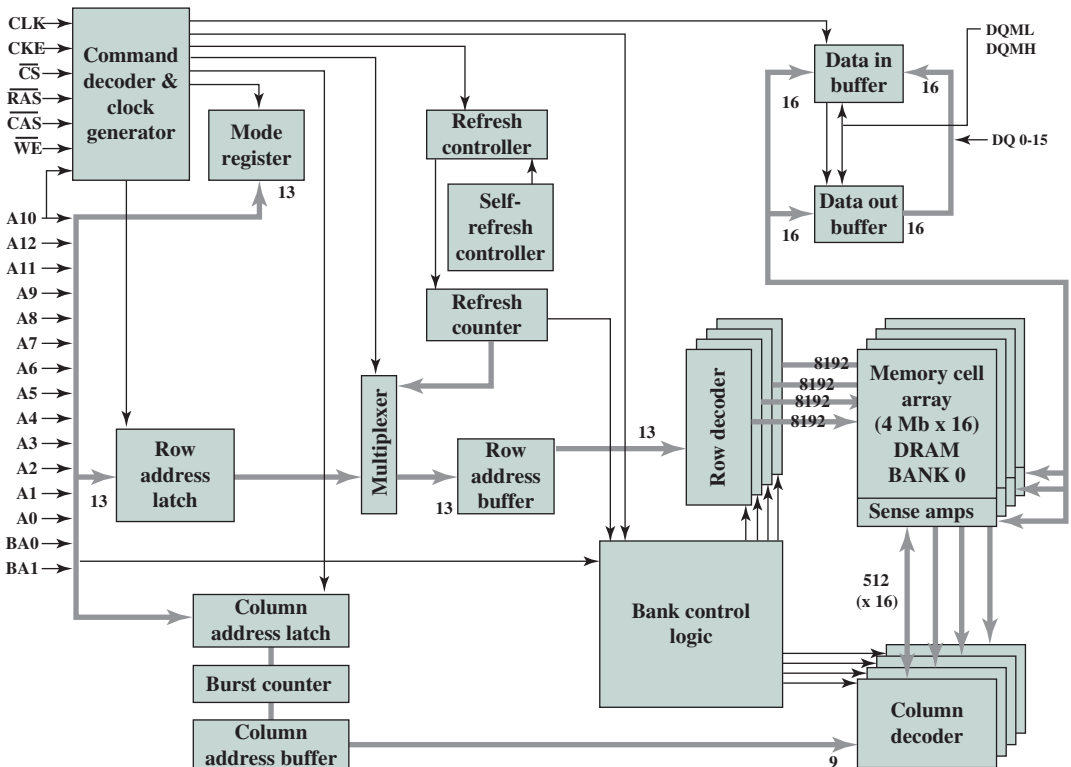 CLK
CKE
C̅S̅
R̅A̅S̅
C̅A̅S̅
W̅E̅
A10
A12
A11
A9
A8
A7
A6
A5
A4
A3
A2
A1
A0
BA0
BA1
Command
decoder &
clock
generator
Mode
register
13
Refresh
controller
Self-
refresh
controller
Refresh
counter
Data in
buffer
16
16
DQML
DQMH
DQ 0-15
Data out
buffer
16
16
Row
address
latch
13
Multiplexer
Row
address
buffer
13
13
Row decoder
8192
8192
8192
8192
Memory cell
array
(4 Mb x 16)
DRAM
BANK 0
Sense amps
512
(x 16)
Bank control
logic
Column
address latch
Burst counter
Column
address buffer
9
Column
decoder